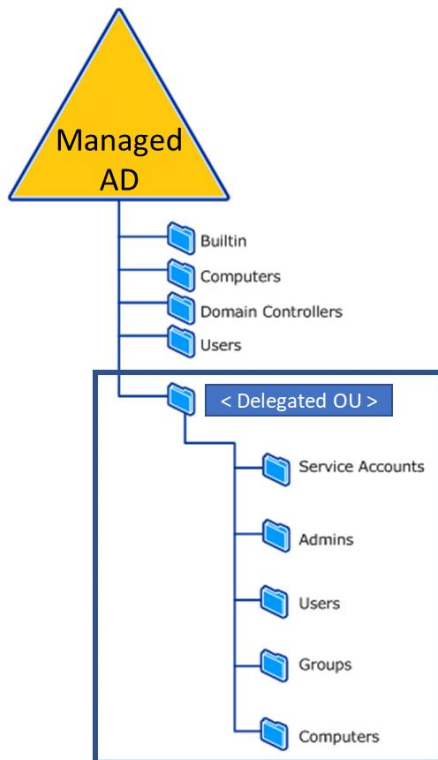 Managed
AD
Builtin
Computers
Domain Controllers
Users
< Delegated OU >
Service Accounts
Admins
Users
Groups
Computers